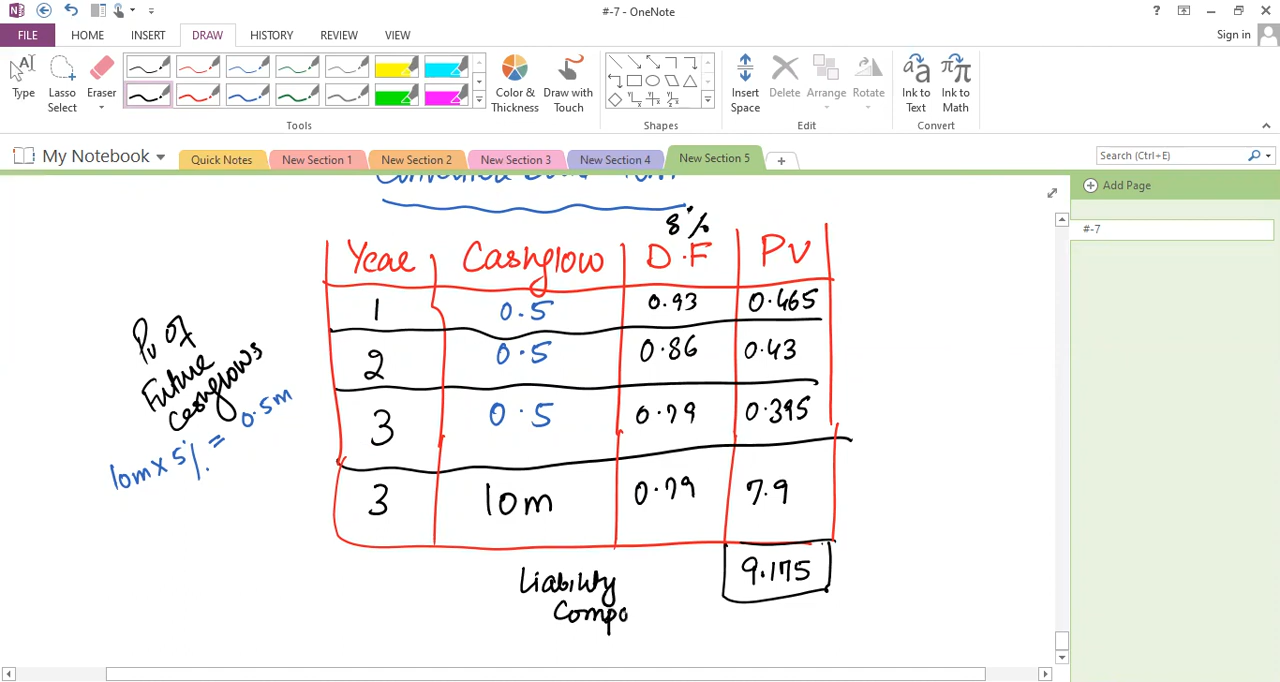 #-7 - OneNote
FILE HOME INSERT DRAW HISTORY REVIEW VIEW
Sign in
Type
Lasso Select
Eraser
Color & Thickness
Draw with Touch
Insert Space
Delete
Arrange
Rotate
Ink to Text
Ink to Math
Tools
Shapes
Edit
Convert
My Notebook
Quick Notes
New Section 1
New Section 2
New Section 3
New Section 4
New Section 5
Search (Ctrl+E)
Add Page
#-7
10m
8%
Year Cashflow D.F PV
1 0.5 0.93 0.465
2 0.5 0.86 0.43
3 0.5 0.79 0.395
3 10m 0.79 7.9
9.175
Pv of
Future
Cashflows
10m x 5% = 0.5m
Liability
Compo